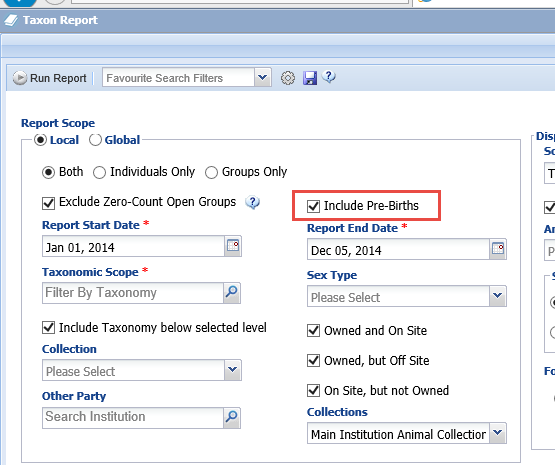 Taxon Report
Run Report Favourite Search Filters
Report Scope
Local Global
Both Individuals Only Groups Only
Exclude Zero-Count Open Groups ? Include Pre-Births
Report Start Date * Report End Date *
Jan 01, 2014 Dec 05, 2014
Taxonomic Scope * Sex Type
Filter By Taxonomy Please Select
Include Taxonomy below selected level Owned and On Site
Collection Owned, but Off Site
Please Select
Other Party On Site, but not Owned
Search Institution Collections
Main Institution Animal Collection
Disp
So
T
An
P
S
Fo